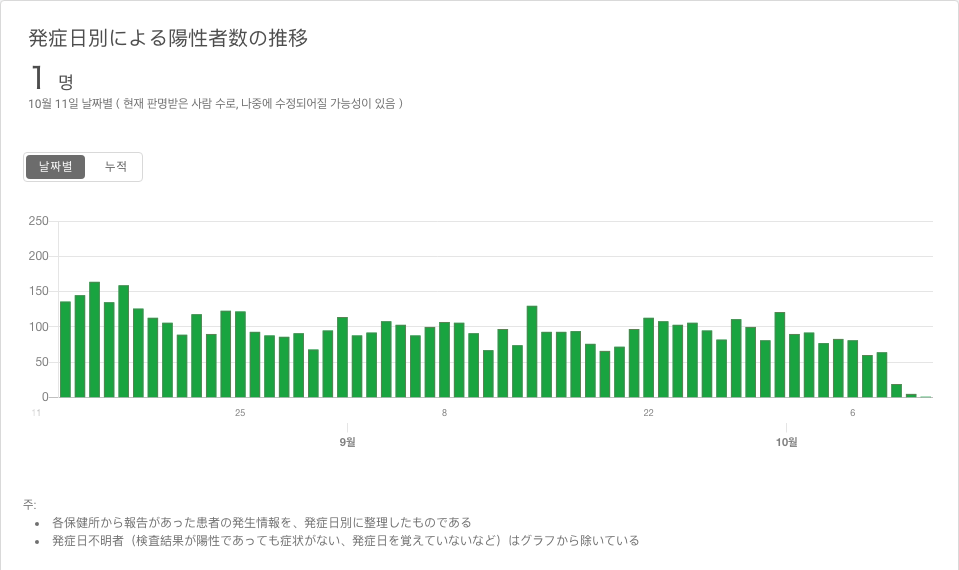 発症日別による陽性者数の推移
1 명
10월 11일 날짜별 ( 현재 판명받은 사람 수로, 나중에 수정되어질 가능성이 있음 )
날짜별 누적
250
200
150
100
50
0
11 25 8 22 6
9월 10월
주:
• 各保健所から報告があった患者の発生情報を、発症日別に整理したものである
• 発症日不明者（検査結果が陽性であっても症状がない、発症日を覚えていないなど）はグラフから除いている